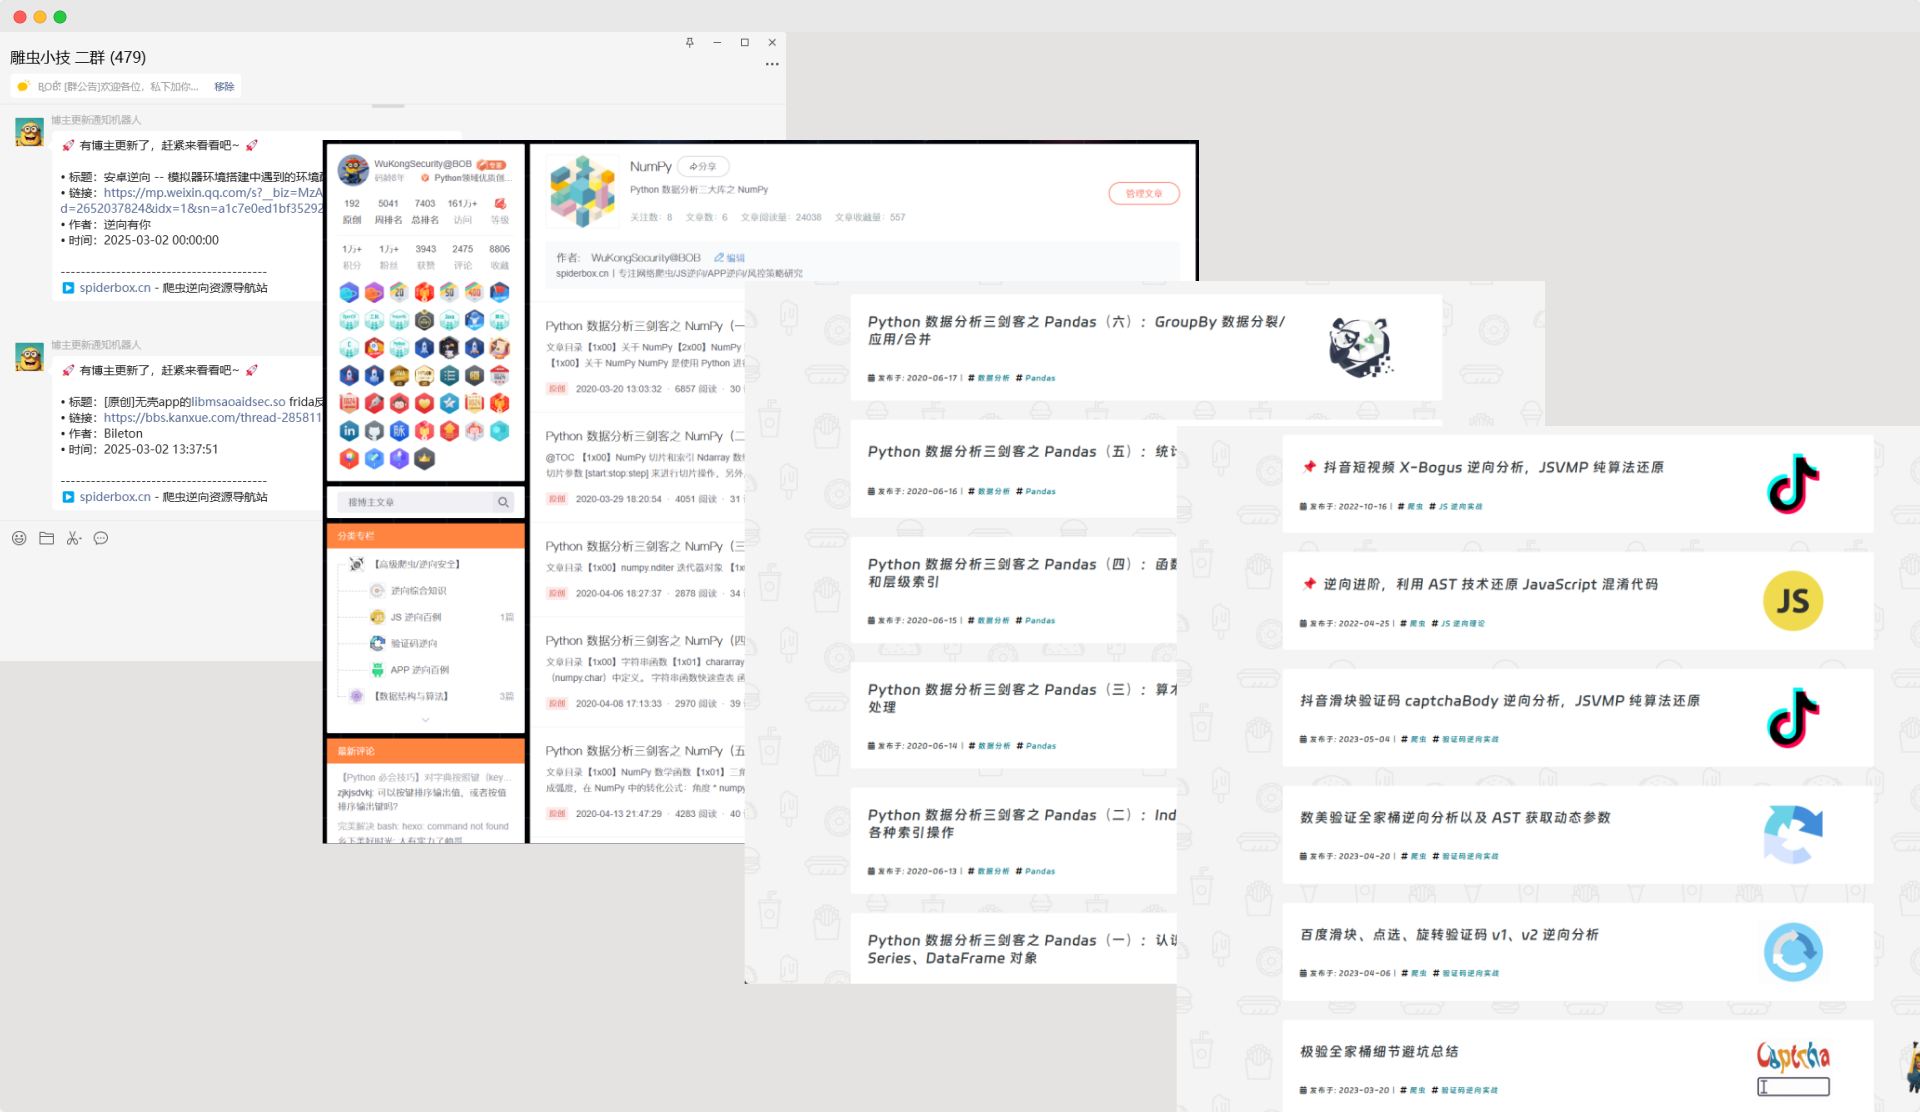 雕虫小技 二群 (479)
BOB: [群公告]欢迎各位，私下加你... 移除
博主更新通知机器人
🚀 有博主更新了，赶紧来看看吧~ 🚀
• 标题：安卓逆向 -- 模拟器环境搭建中遇到的环境
• 链接：https://mp.weixin.qq.com/s?__biz=MzA
d=2652037824&idx=1&sn=a1c7e0ed1bf35292
• 作者：逆向有你
• 时间：2025-03-02 00:00:00
-----------------------------------------
spiderbox.cn - 爬虫逆向资源导航站
博主更新通知机器人
🚀 有博主更新了，赶紧来看看吧~ 🚀
• 标题：[原创]无壳app的libmsaoaidsec.so frida反
• 链接：https://bbs.kanxue.com/thread-285811
• 作者：Bileton
• 时间：2025-03-02 13:37:51
-----------------------------------------
spiderbox.cn - 爬虫逆向资源导航站
WuKongSecurity@BOB 专家
码龄8年 Python领域优质创...
192 5041 7403 161万+
原创 周排名 总排名 访问 等级
1万+ 1万+ 3943 2475 8806
积分 粉丝 获赞 评论 收藏
搜博主文章
分类专栏
【高级爬虫/逆向安全】
逆向综合知识
JS 逆向百例 1篇
验证码逆向
APP 逆向百例
【数据结构与算法】 3篇
最新评论
【Python 必会技巧】对字典按照键（key...
zjkjsdvkj: 可以按键排序输出值，或者按值
排序输出键吗?
完美解决 bash: hexo: command not found
NumPy 分享
Python 数据分析三大库之 NumPy
关注数：8 文章数：6 文章阅读量：24038 文章收藏量：557
管理文章
作者： WuKongSecurity@BOB 编辑
spiderbox.cn丨专注网络爬虫/JS逆向/APP逆向/风控策略研究
Python 数据分析三剑客之 NumPy（一
文章目录【1x00】关于 NumPy【2x00】NumPy
【1x00】关于 NumPy NumPy 是使用 Python 进
原创 2020-03-20 13:03:32 · 6857 阅读 · 30
Python 数据分析三剑客之 NumPy（二
@TOC 【1x00】NumPy 切片和索引 Ndarray 数
切片参数 [start:stop:step] 来进行切片操作，另外
原创 2020-03-29 18:20:54 · 4051 阅读 · 31
Python 数据分析三剑客之 NumPy（三
文章目录【1x00】numpy.nditer 迭代器对象 【1x
原创 2020-04-06 18:27:37 · 2878 阅读 · 34
Python 数据分析三剑客之 NumPy（四
文章目录【1x00】字符串函数【1x01】chararray
（numpy.char）中定义。 字符串函数快速查表 函
原创 2020-04-08 17:13:33 · 2970 阅读 · 39
Python 数据分析三剑客之 NumPy（五
文章目录【1x00】NumPy 数学函数【1x01】三角
成弧度，在 NumPy 中的转化公式：角度 * numpy
原创 2020-04-13 21:47:29 · 4283 阅读 · 40
Python 数据分析三剑客之 Pandas（六）：GroupBy 数据分裂/
应用/合并
发布于: 2020-06-17 | # 数据分析 # Pandas
Python 数据分析三剑客之 Pandas（五）：统计
发布于: 2020-06-16 | # 数据分析 # Pandas
Python 数据分析三剑客之 Pandas（四）：函数
和层级索引
发布于: 2020-06-15 | # 数据分析 # Pandas
Python 数据分析三剑客之 Pandas（三）：算术
处理
发布于: 2020-06-14 | # 数据分析 # Pandas
Python 数据分析三剑客之 Pandas（二）：Ind
各种索引操作
发布于: 2020-06-13 | # 数据分析 # Pandas
Python 数据分析三剑客之 Pandas（一）：认识
Series、DataFrame 对象
📌 抖音短视频 X-Bogus 逆向分析，JSVMP 纯算法还原
发布于: 2022-10-16 | # 爬虫 # JS 逆向实战
📌 逆向进阶，利用 AST 技术还原 JavaScript 混淆代码
发布于: 2022-04-25 | # 爬虫 # JS 逆向理论
JS
抖音滑块验证码 captchaBody 逆向分析，JSVMP 纯算法还原
发布于: 2023-05-04 | # 爬虫 # 验证码逆向实战
数美验证全家桶逆向分析以及 AST 获取动态参数
发布于: 2023-04-20 | # 爬虫 # 验证码逆向实战
百度滑块、点选、旋转验证码 v1、v2 逆向分析
发布于: 2023-04-06 | # 爬虫 # 验证码逆向实战
极验全家桶细节避坑总结
发布于: 2023-03-20 | # 爬虫 # 验证码逆向实战
Captcha